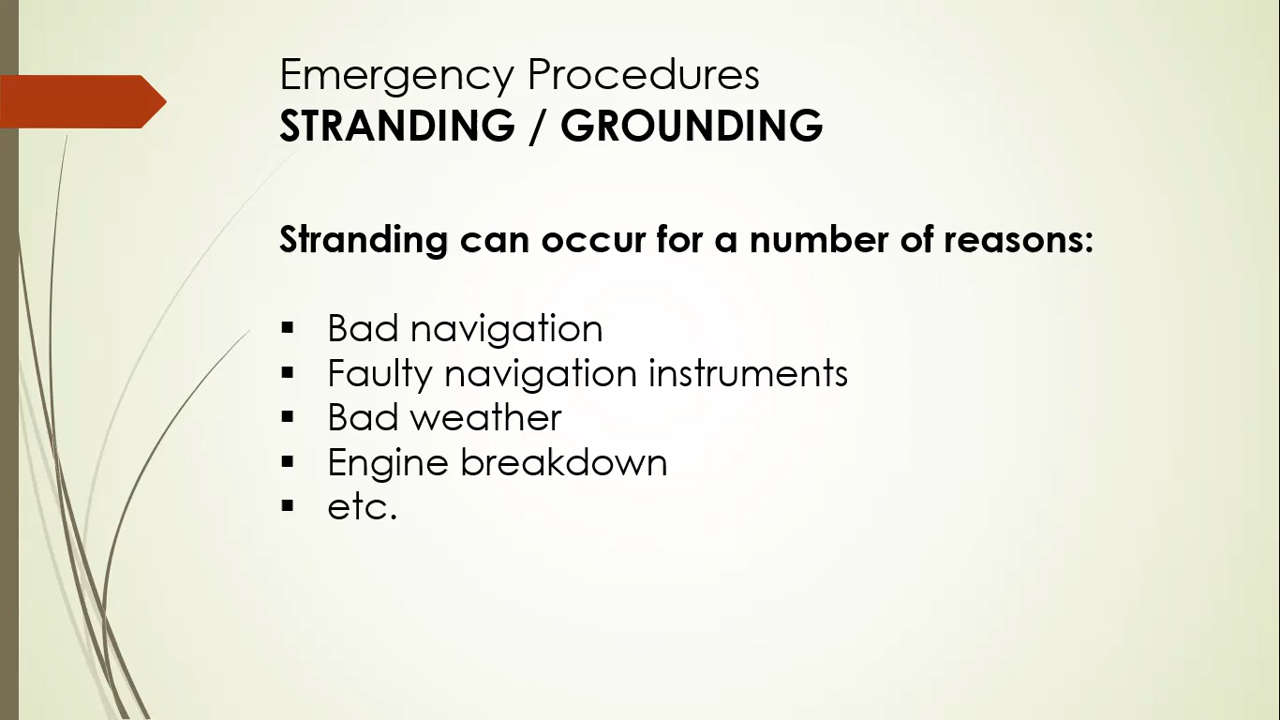 Emergency Procedures
STRANDING / GROUNDING
Stranding can occur for a number of reasons:
▪ Bad navigation
▪ Faulty navigation instruments
▪ Bad weather
▪ Engine breakdown
▪ etc.